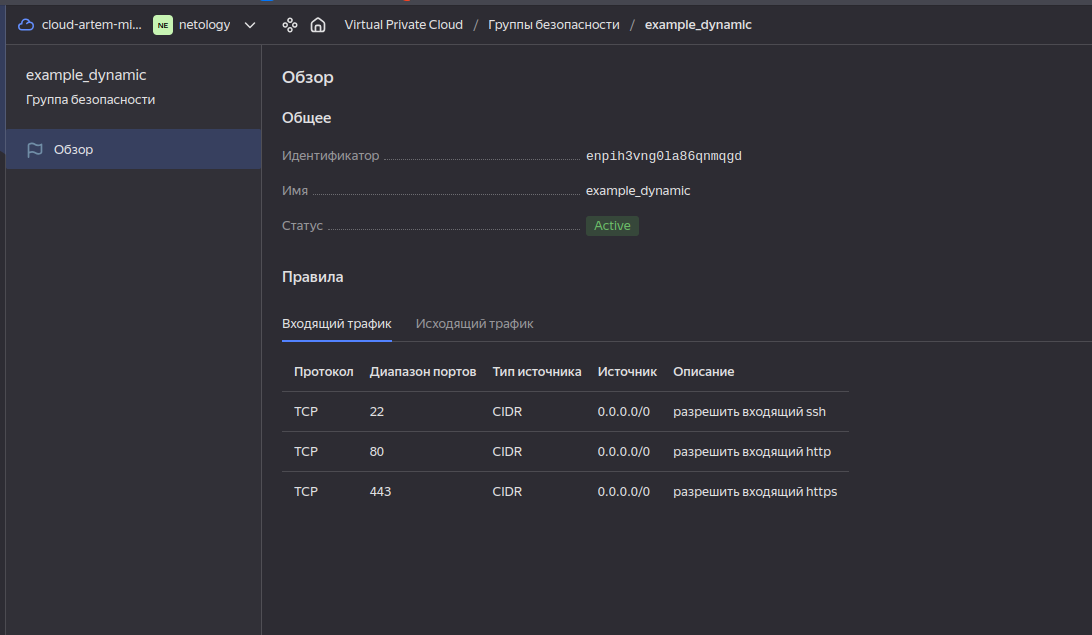 cloud-artem-mi... NE netology Virtual Private Cloud / Группы безопасности / example_dynamic
example_dynamic
Группа безопасности
Обзор
Обзор
Общее
Идентификатор enpih3vng0la86qnmqgd
Имя example_dynamic
Статус Active
Правила
Входящий трафик Исходящий трафик
Протокол Диапазон портов Тип источника Источник Описание
TCP 22 CIDR 0.0.0.0/0 разрешить входящий ssh
TCP 80 CIDR 0.0.0.0/0 разрешить входящий http
TCP 443 CIDR 0.0.0.0/0 разрешить входящий https